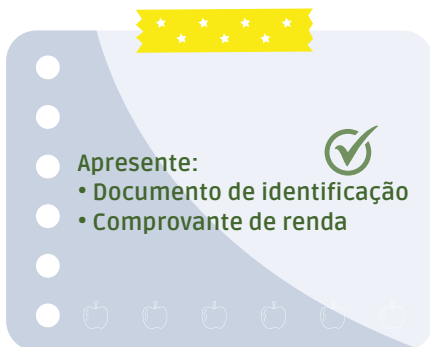 Apresente:
• Documento de identificação
• Comprovante de renda